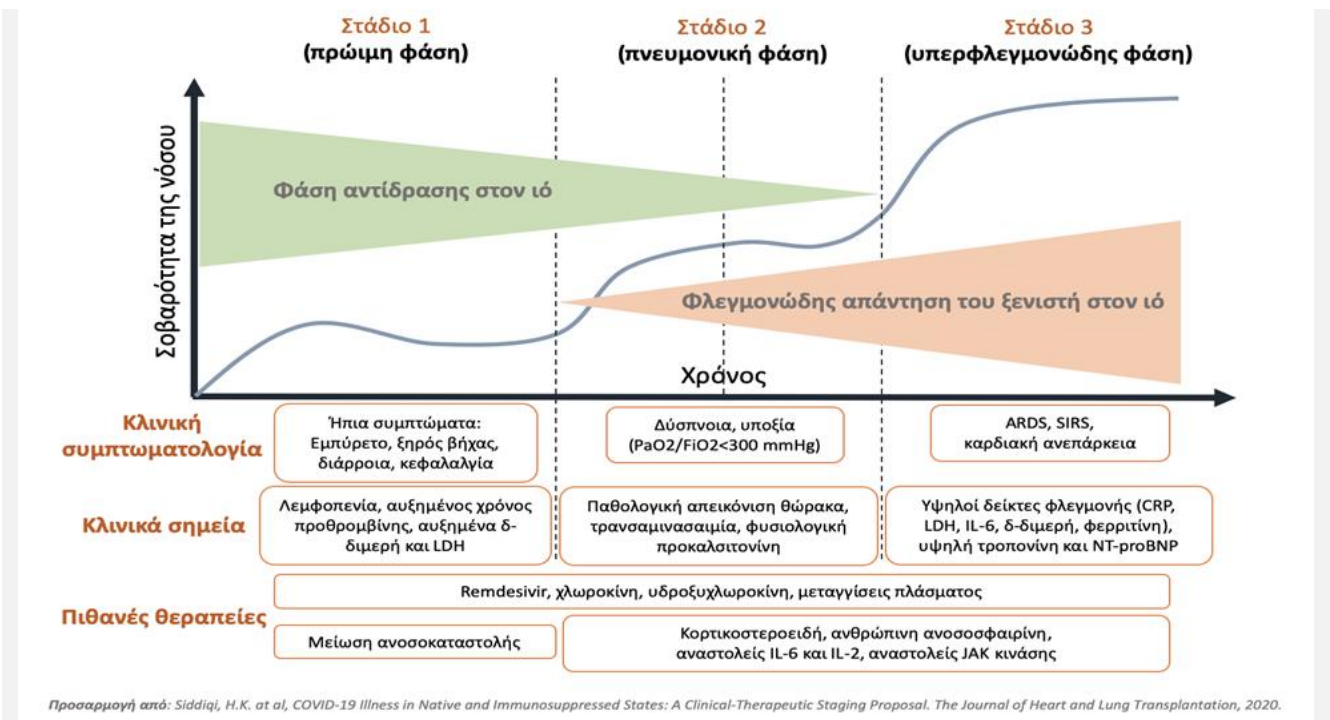 Στάδιο 1
(πρώιμη φάση)
Στάδιο 2
(πνευμονική φάση)
Στάδιο 3
(υπερφλεγμονώδης φάση)
Σοβαρότητα της νόσου
Φάση αντίδρασης στον ιό
Φλεγμονώδης απάντηση του ξενιστή στον ιό
Χρόνος
Κλινική
συμπτωματολογία
Ήπια συμπτώματα:
Εμπύρετο, ξηρός βήχας,
διάρροια, κεφαλαλγία
Δύσπνοια, υποξία
(PaO2/FiO2<300 mmHg)
ARDS, SIRS,
καρδιακή ανεπάρκεια
Κλινικά σημεία
Λεμφοπενία, αυξημένος χρόνος
προθρομβίνης, αυξημένα δ-
διμερή και LDH
Παθολογική απεικόνιση θώρακα,
τρανσαμινασαιμία, φυσιολογική
προκαλσιτονίνη
Υψηλοί δείκτες φλεγμονής (CRP,
LDH, IL-6, δ-διμερή, φερριτίνη),
υψηλή τροπονίνη και NT-proBNP
Πιθανές θεραπείες
Remdesivir, χλωροκίνη, υδροξυχλωροκίνη, μεταγγίσεις πλάσματος
Μείωση ανοσοκαταστολής
Κορτικοστεροειδή, ανθρώπινη ανοσοσφαιρίνη,
αναστολείς IL-6 και IL-2, αναστολείς JAK κινάσης
Προσαρμογή από: Siddiqi, H.K. at al, COVID-19 Illness in Native and Immunosuppressed States: A Clinical-Therapeutic Staging Proposal. The Journal of Heart and Lung Transplantation, 2020.